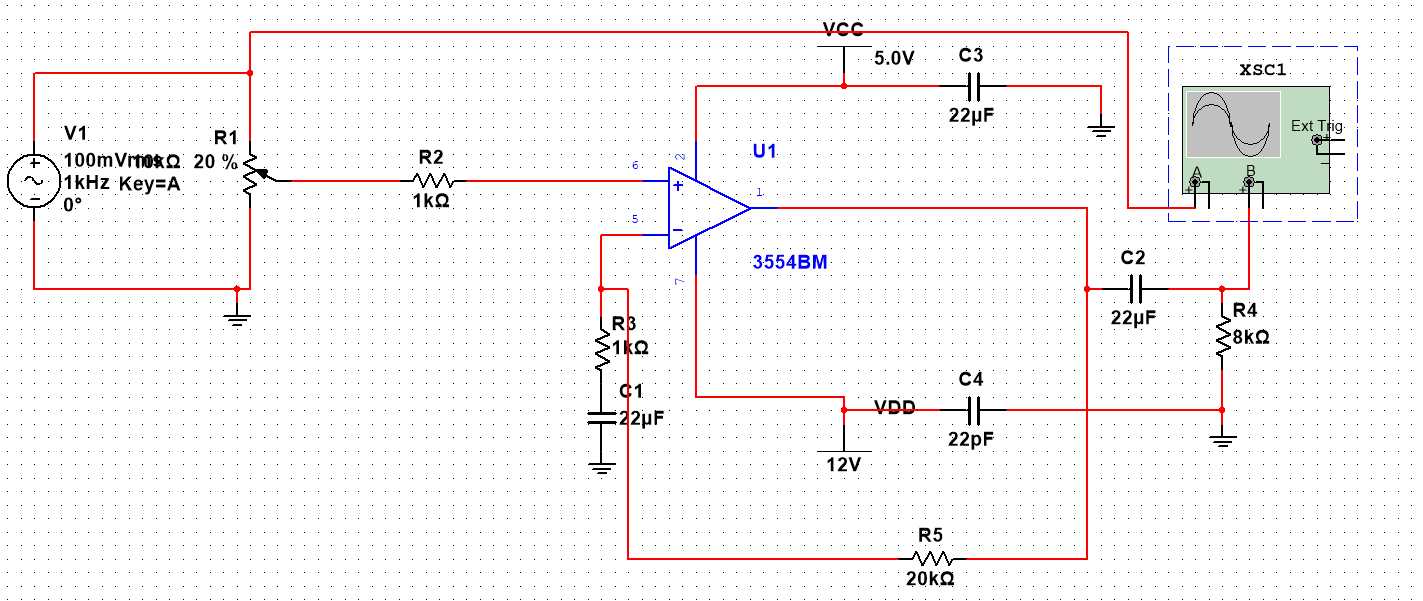 VCC
5.0V
C3
22µF
XSC1
Ext Trig
+
_
A
B
+
+
V1
100mVrms
1kHz
0°
R1
10kΩ
20 %
Key=A
R2
1kΩ
U1
2
6
5
1
7
3554BM
C2
22µF
R4
8kΩ
R3
1kΩ
C1
22µF
C4
VDD
22pF
12V
R5
20kΩ